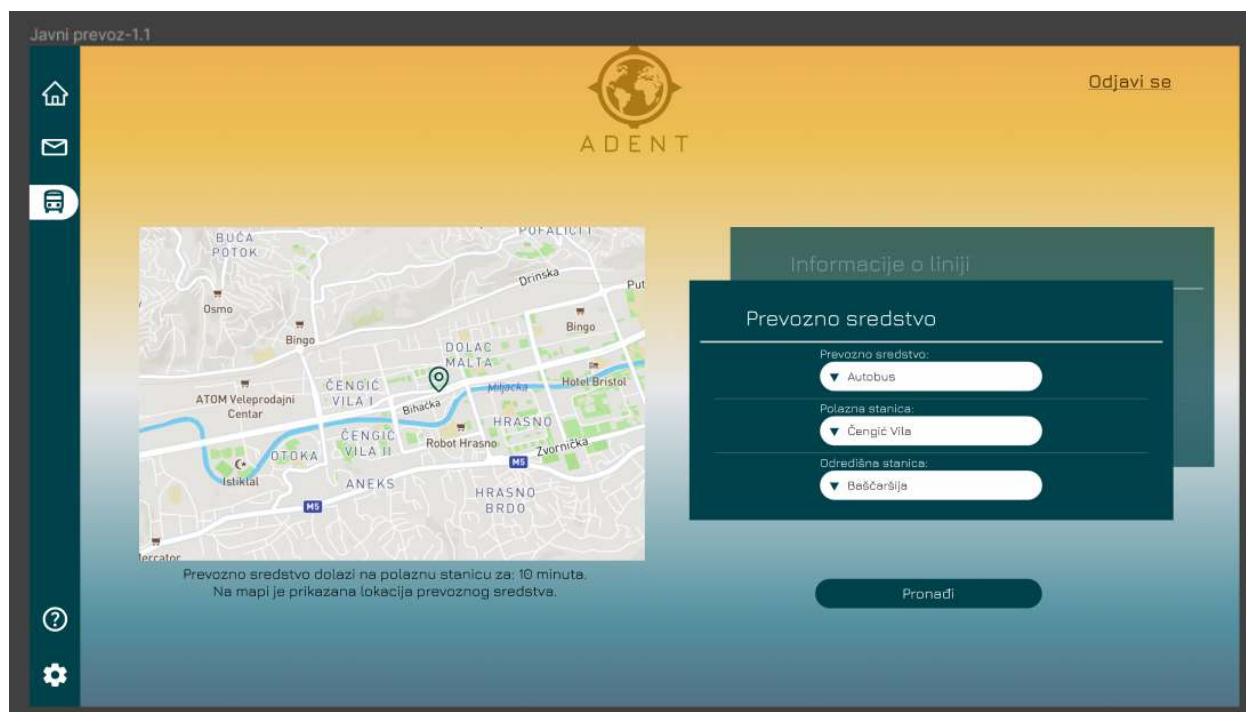 Javni prevoz-1.1
ADENT
Odjavi se
BUĆA
POTOK
POFALIĆI I
Drinska
Put
Osmo
Bingo
Bingo
DOLAC
MALTA
ČENGIĆ
VILA I
Miljacka
Hotel Bristol
ATOM Veleprodajni
Centar
Bihaćka
HRASNO
ČENGIĆ
VILA II
Robot Hrasno
Zvornička
OTOKA
M5
Istiklal
ANEKS
HRASNO
BRDO
M5
Mercator
Prevozno sredstvo dolazi na polaznu stanicu za: 10 minuta.
Na mapi je prikazana lokacija prevoznog sredstva.
Informacije o liniji
Prevozno sredstvo
Prevozno sredstvo:
Autobus
Polazna stanica:
Čengić Vila
Odredišna stanica:
Baščaršija
Pronađi